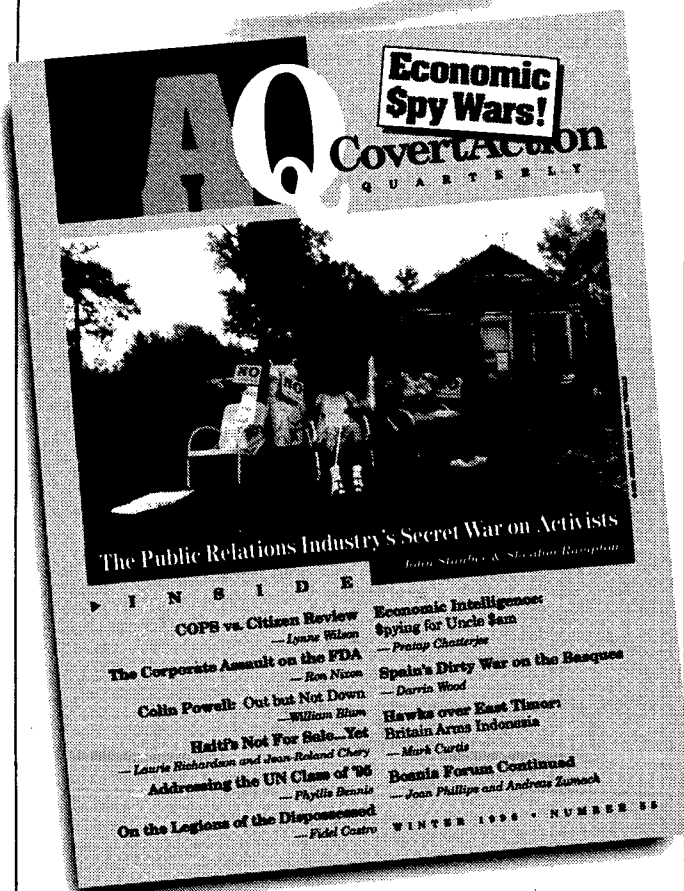 Economic
$py Wars!
AQ
CovertAction
QUARTERLY
NO
NO
The Public Relations Industry's Secret War on Activists
John Stauber & Sheldon Rampton
INSIDE
COPS vs. Citizen Review
— Lynne Wilson
The Corporate Assault on the FDA
— Ron Nixon
Colin Powell: Out but Not Down
— William Blum
Haiti's Not For Sale...Yet
— Laurie Richardson and Jean-Roland Chery
Addressing the UN Class of '95
— Phyllis Bennis
On the Legions of the Dispossessed
— Fidel Castro
Economic Intelligence:
$pying for Uncle $am
— Pratap Chatterjee
Spain's Dirty War on the Basques
— Darrin Wood
Hawks over East Timor:
Britain Arms Indonesia
— Mark Curtis
Bosnia Forum Continued
— Joan Phillips and Andreas Zumach
WINTER 1996 • NUMBER 55